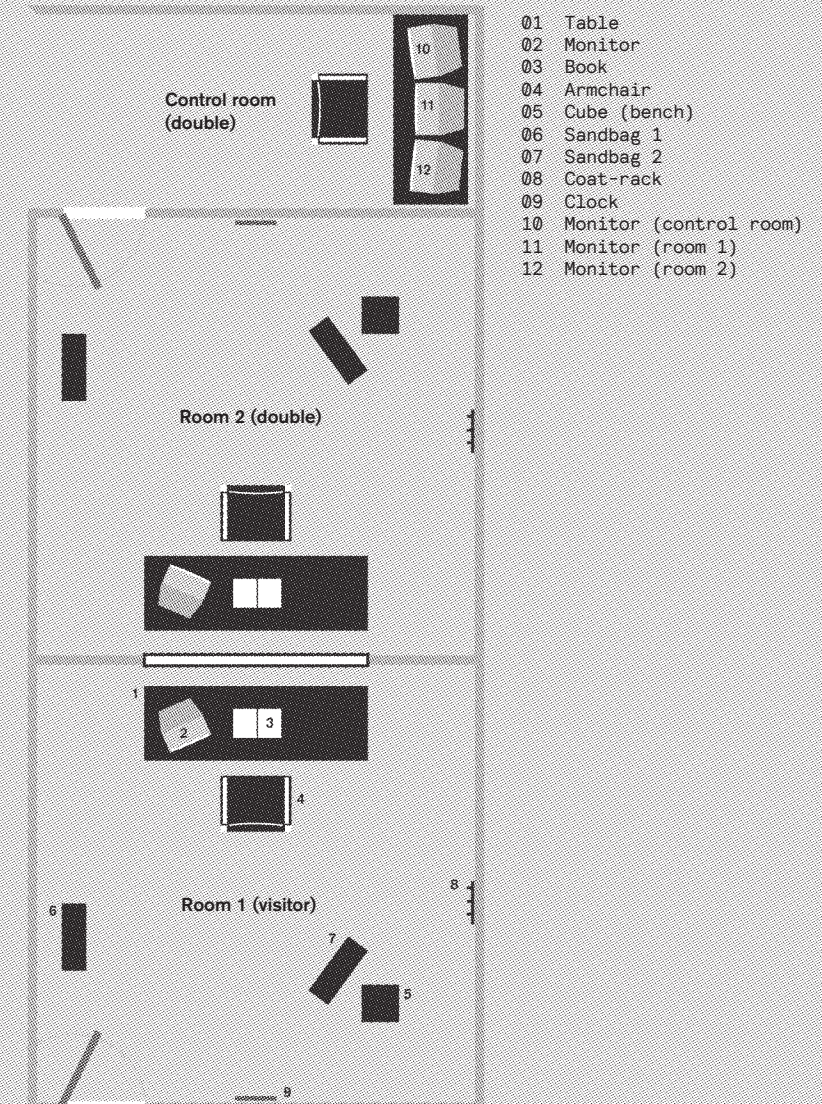 01 Table
02 Monitor
03 Book
04 Armchair
05 Cube (bench)
06 Sandbag 1
07 Sandbag 2
08 Coat-rack
09 Clock
10 Monitor (control room)
11 Monitor (room 1)
12 Monitor (room 2)
10
Control room
(double)
11
12
Room 2 (double)
1
2
3
4
8
6
Room 1 (visitor)
7
5
9